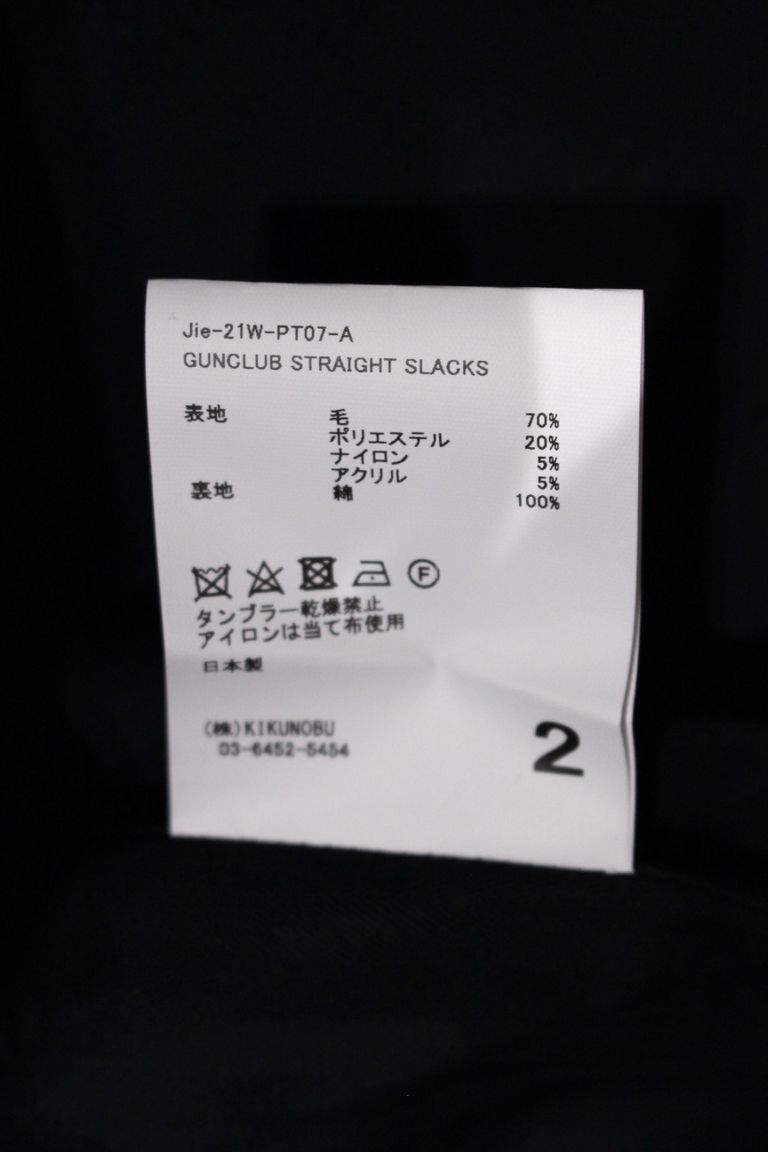 Jie-21W-PT07-A
GUNCLUB STRAIGHT SLACKS
表地 毛 70%
ポリエステル 20%
ナイロン 5%
アクリル 5%
裏地 綿 100%
F
タンブラー乾燥禁止
アイロンは当て布使用
日本製
(株)KIKUNOBU
03-6452-5454
2